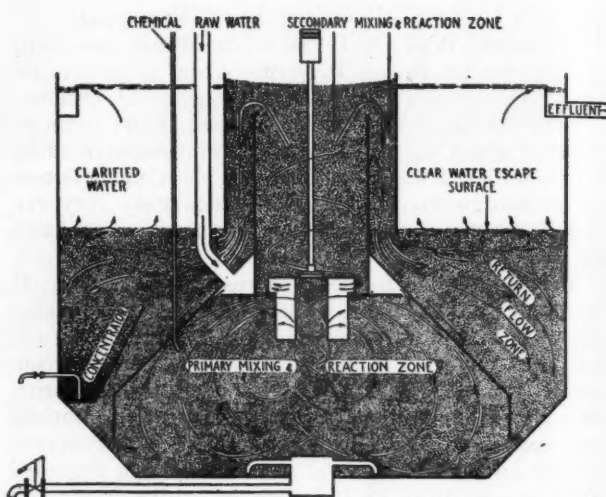 CHEMICAL RAW WATER SECONDARY MIXING & REACTION ZONE
EFFLUENT
CLARIFIED
WATER
CLEAR WATER ESCAPE
SURFACE
RETURN
FLOW
ZONE
CONCENTRATOR
PRIMARY MIXING & REACTION ZONE